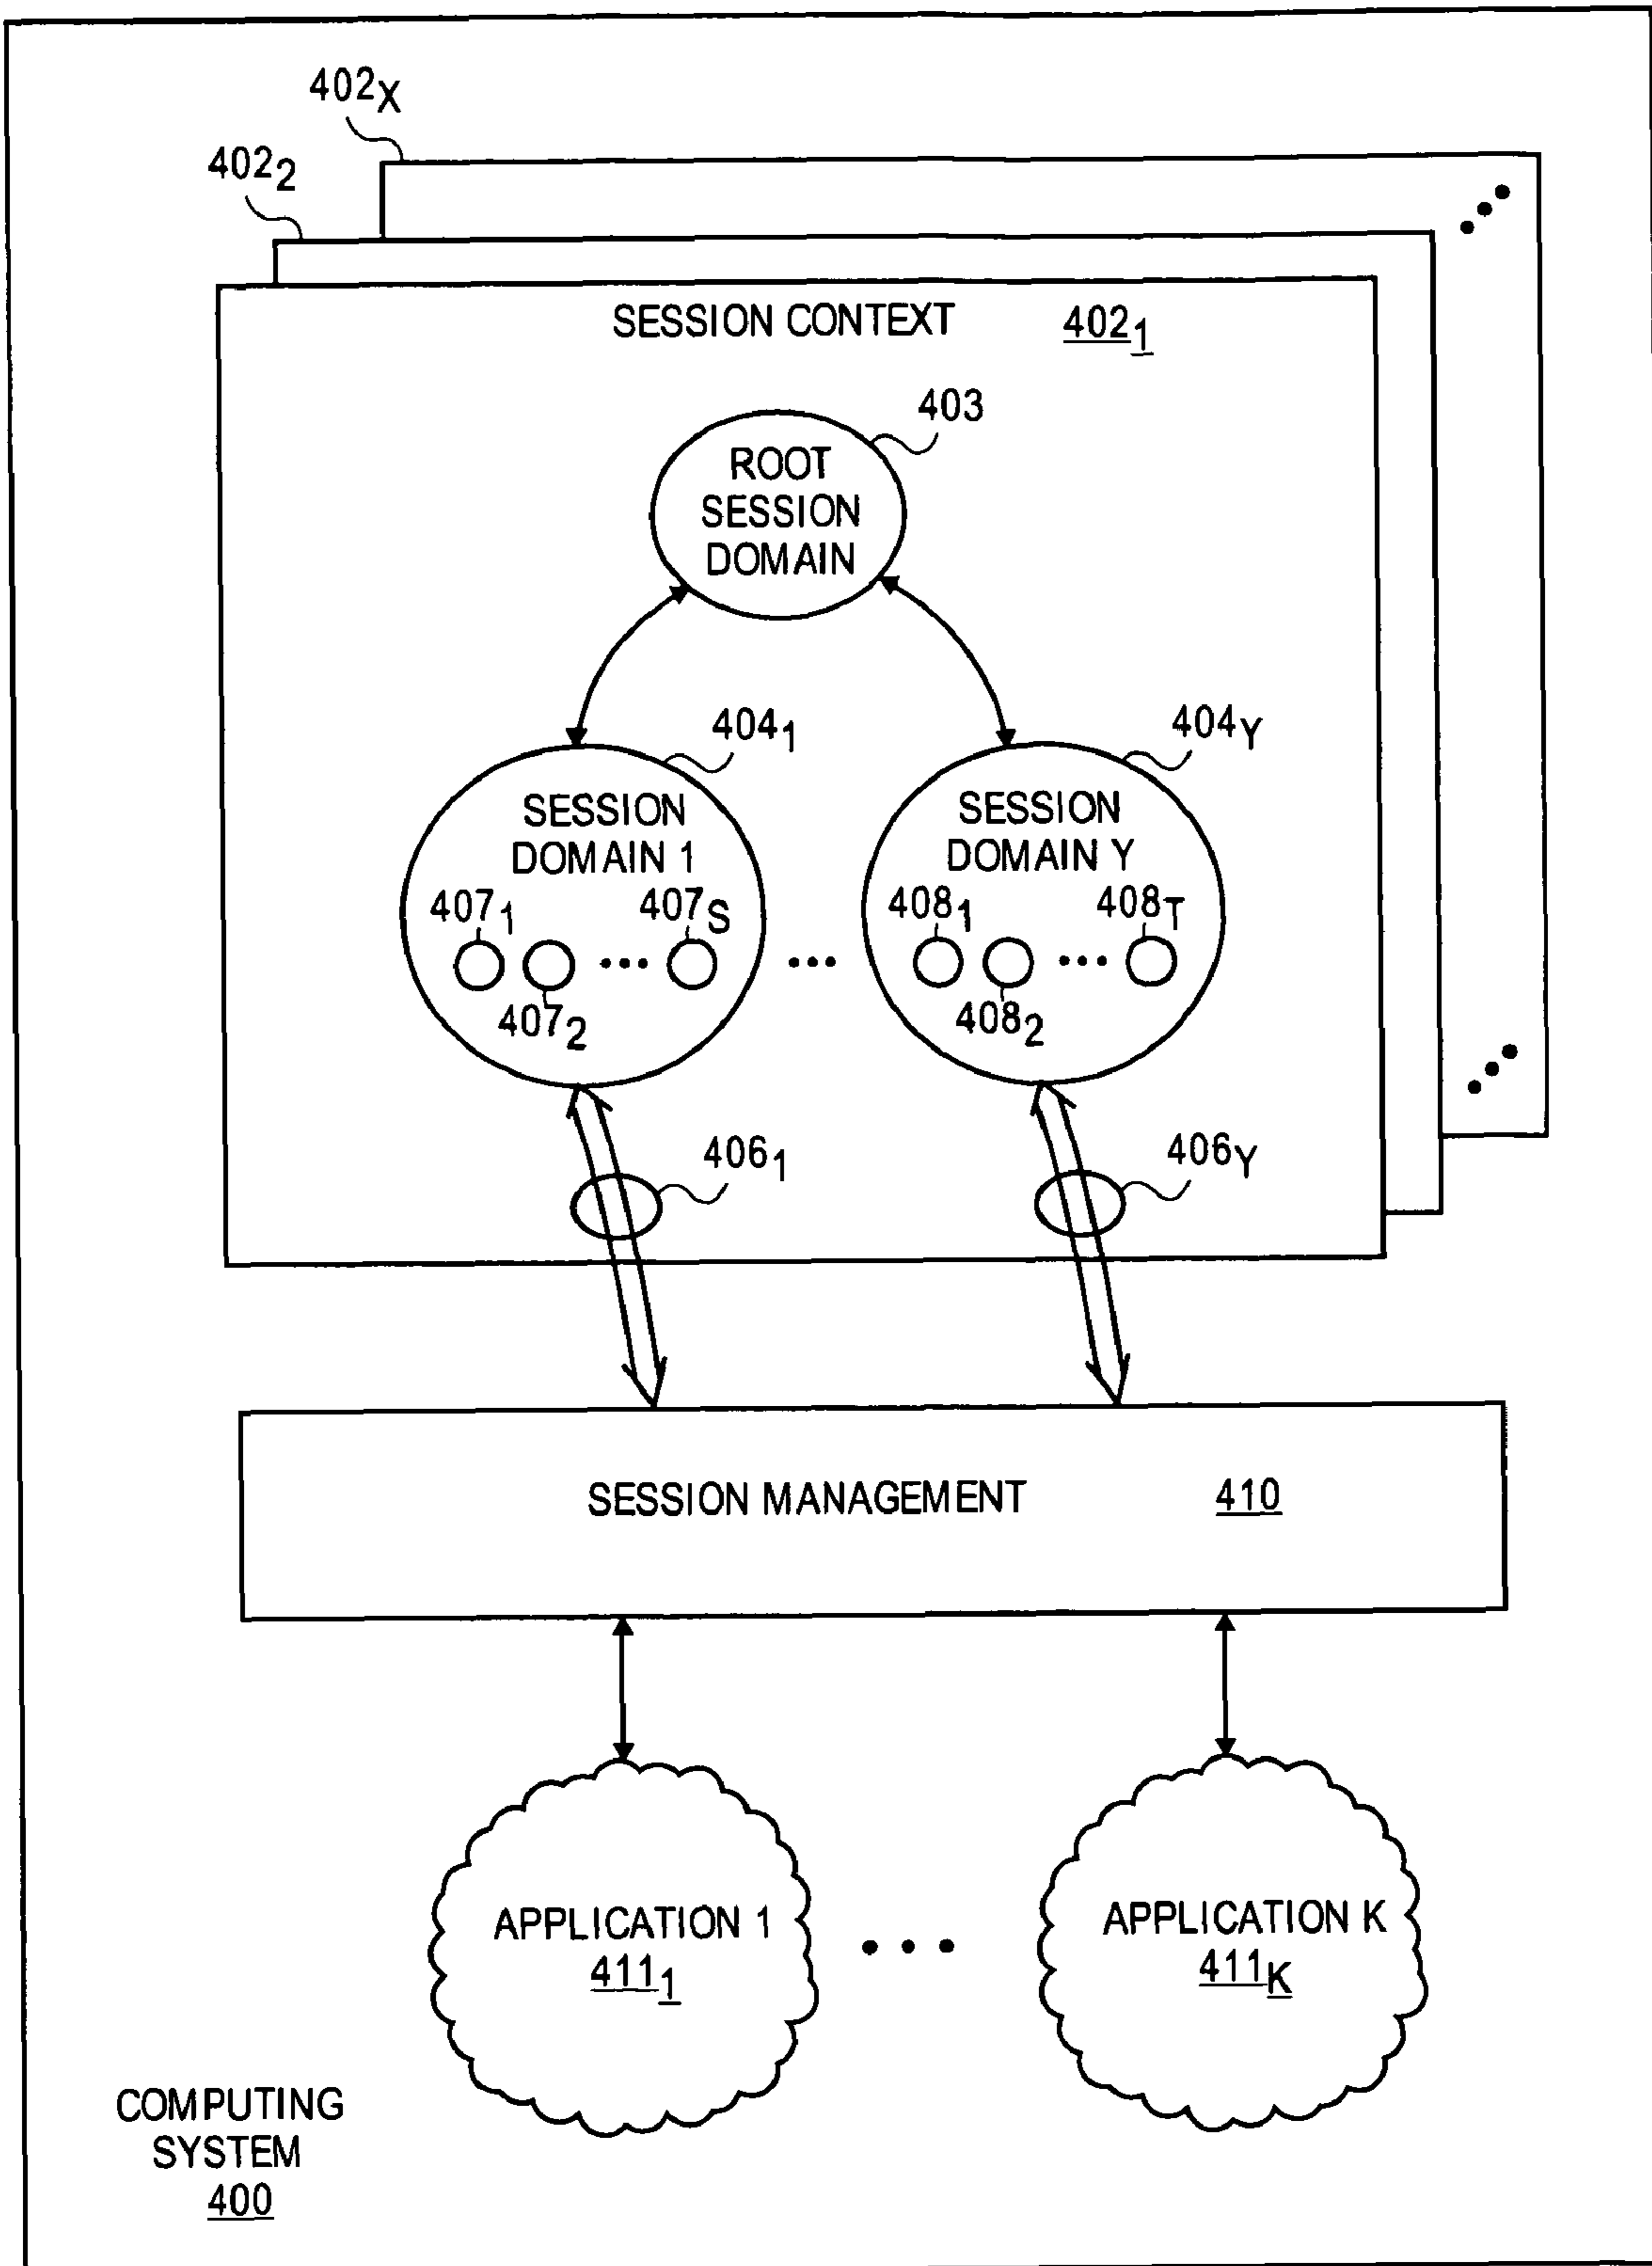 402X
4022
SESSION CONTEXT 4021
403
ROOT
SESSION
DOMAIN
4041
404Y
SESSION
DOMAIN 1
SESSION
DOMAIN Y
4071
407S
4081
408T
...
...
...
4072
4082
4061
406Y
SESSION MANAGEMENT 410
APPLICATION 1
4111
...
APPLICATION K
411K
COMPUTING
SYSTEM
400